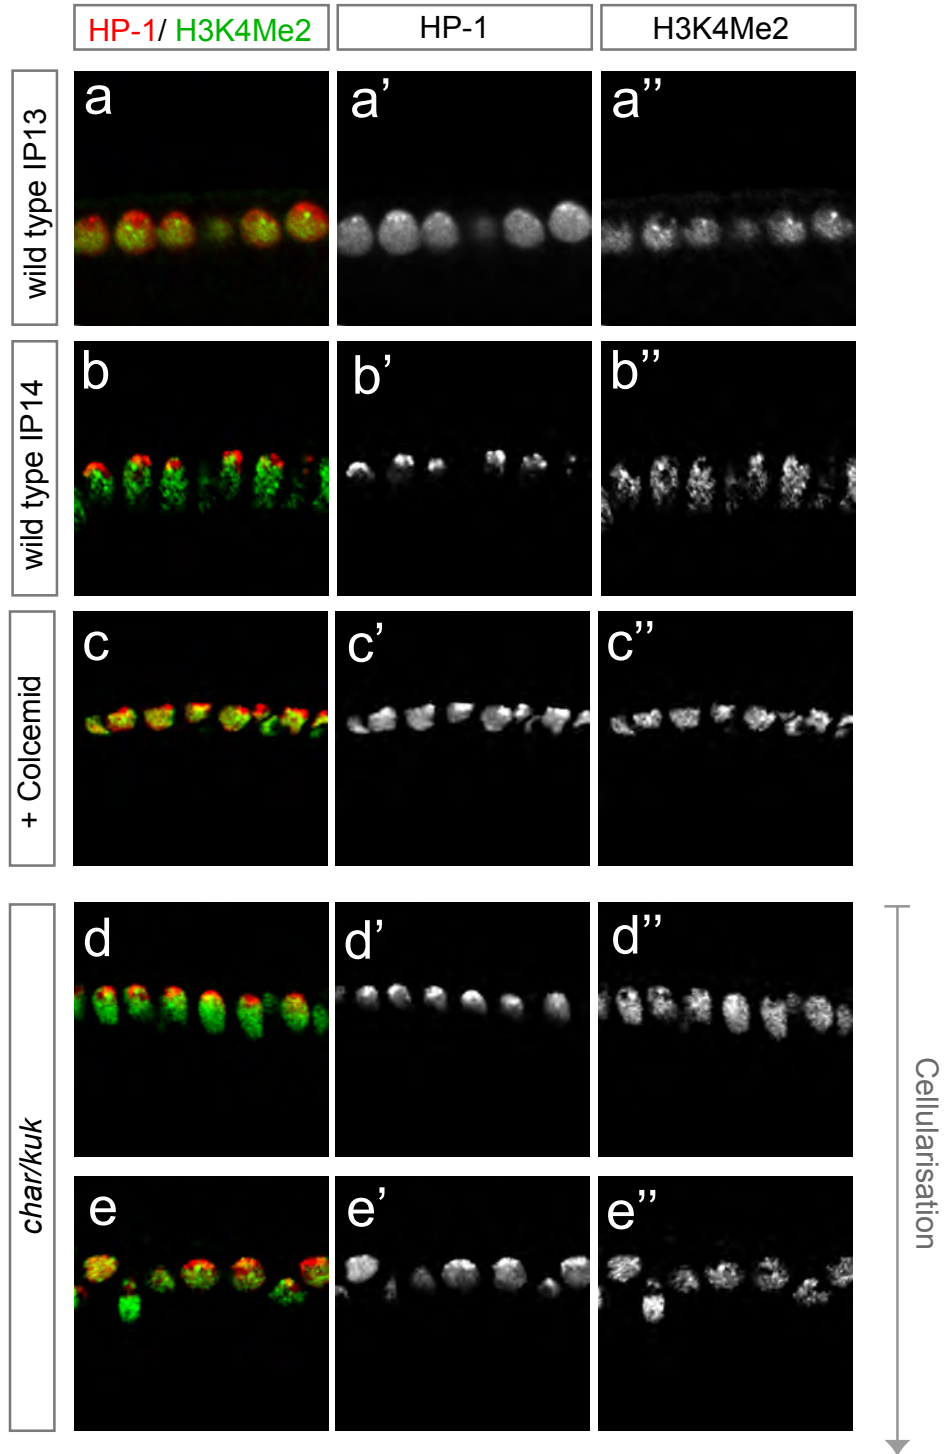 HP-1/ H3K4Me2
HP-1
H3K4Me2
wild type IP13
a
a’
a’’
wild type IP14
b
b’
b’’
+ Colcemid
c
c’
c’’
char/kuk
d
d’
d’’
Cellularisation
e
e’
e’’